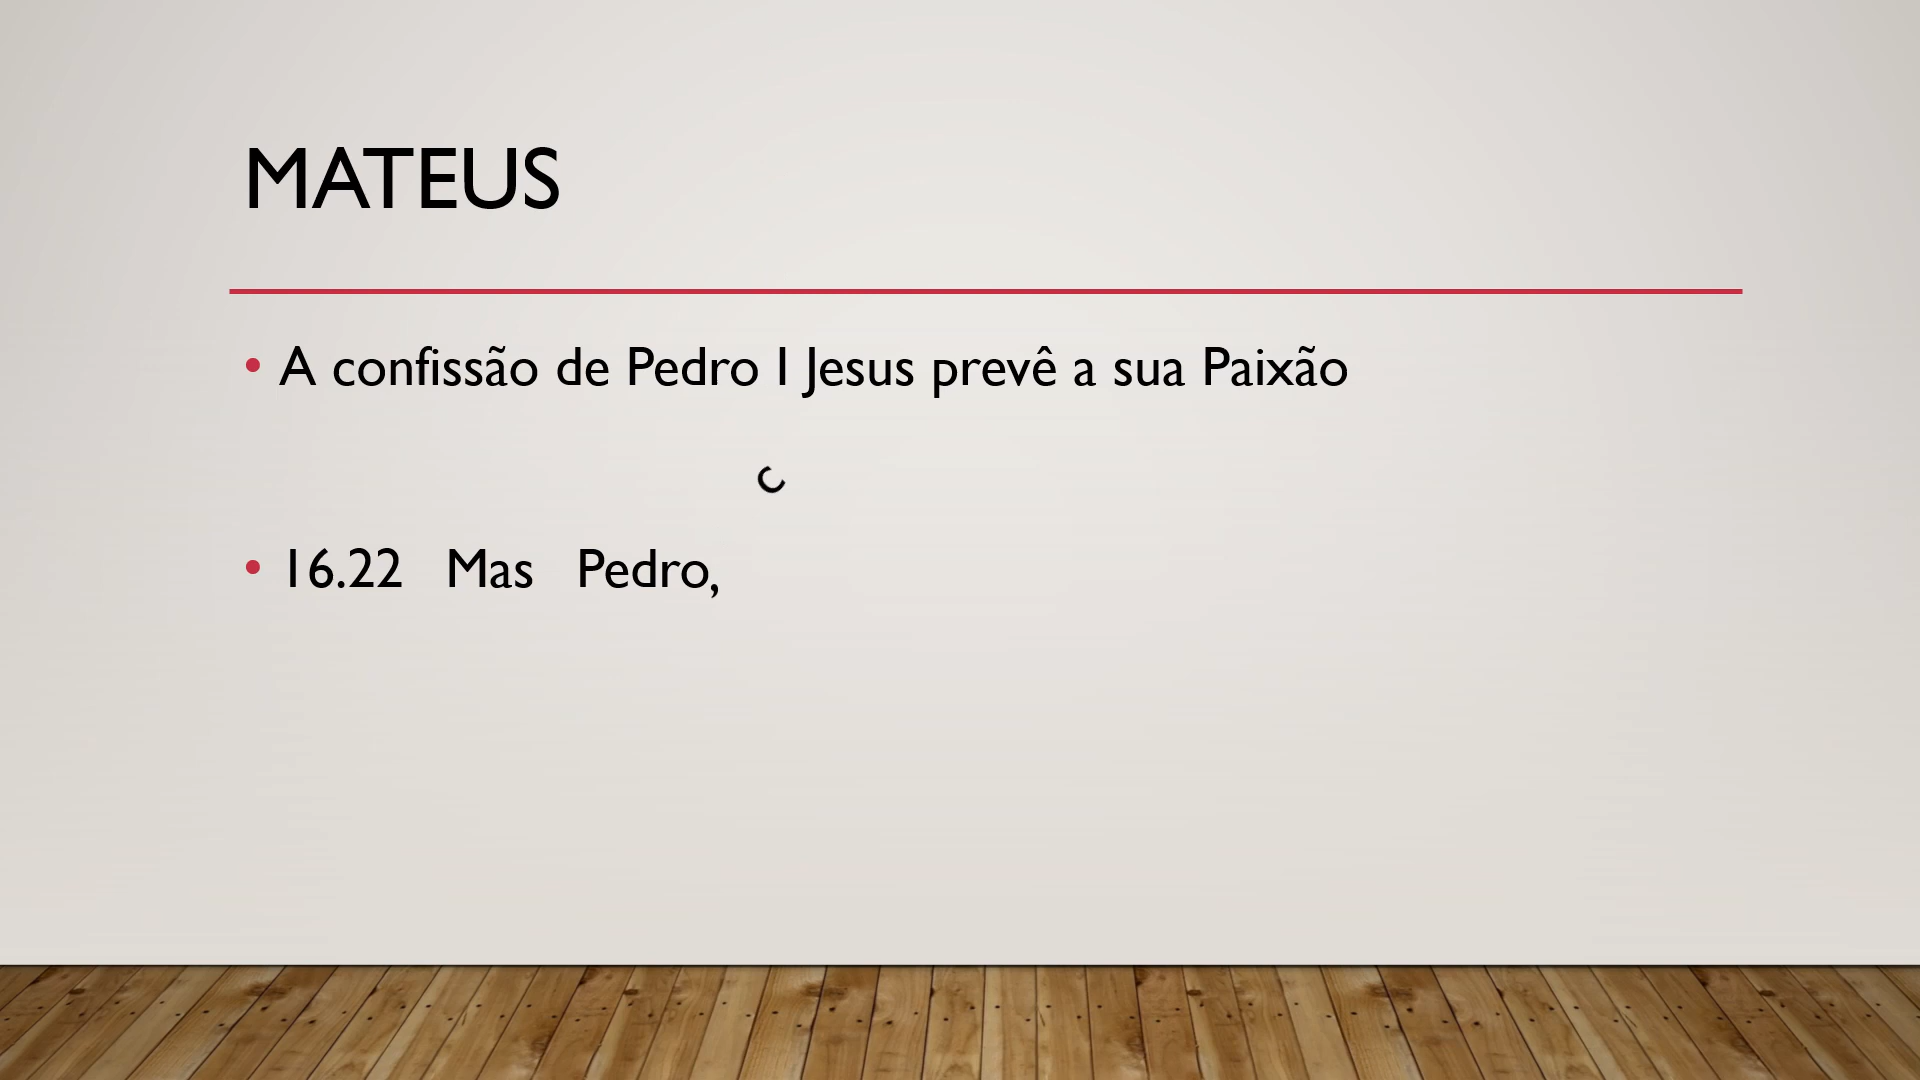 MATEUS
• A confissão de Pedro I Jesus prevê a sua Paixão
c
• 16.22 Mas Pedro,